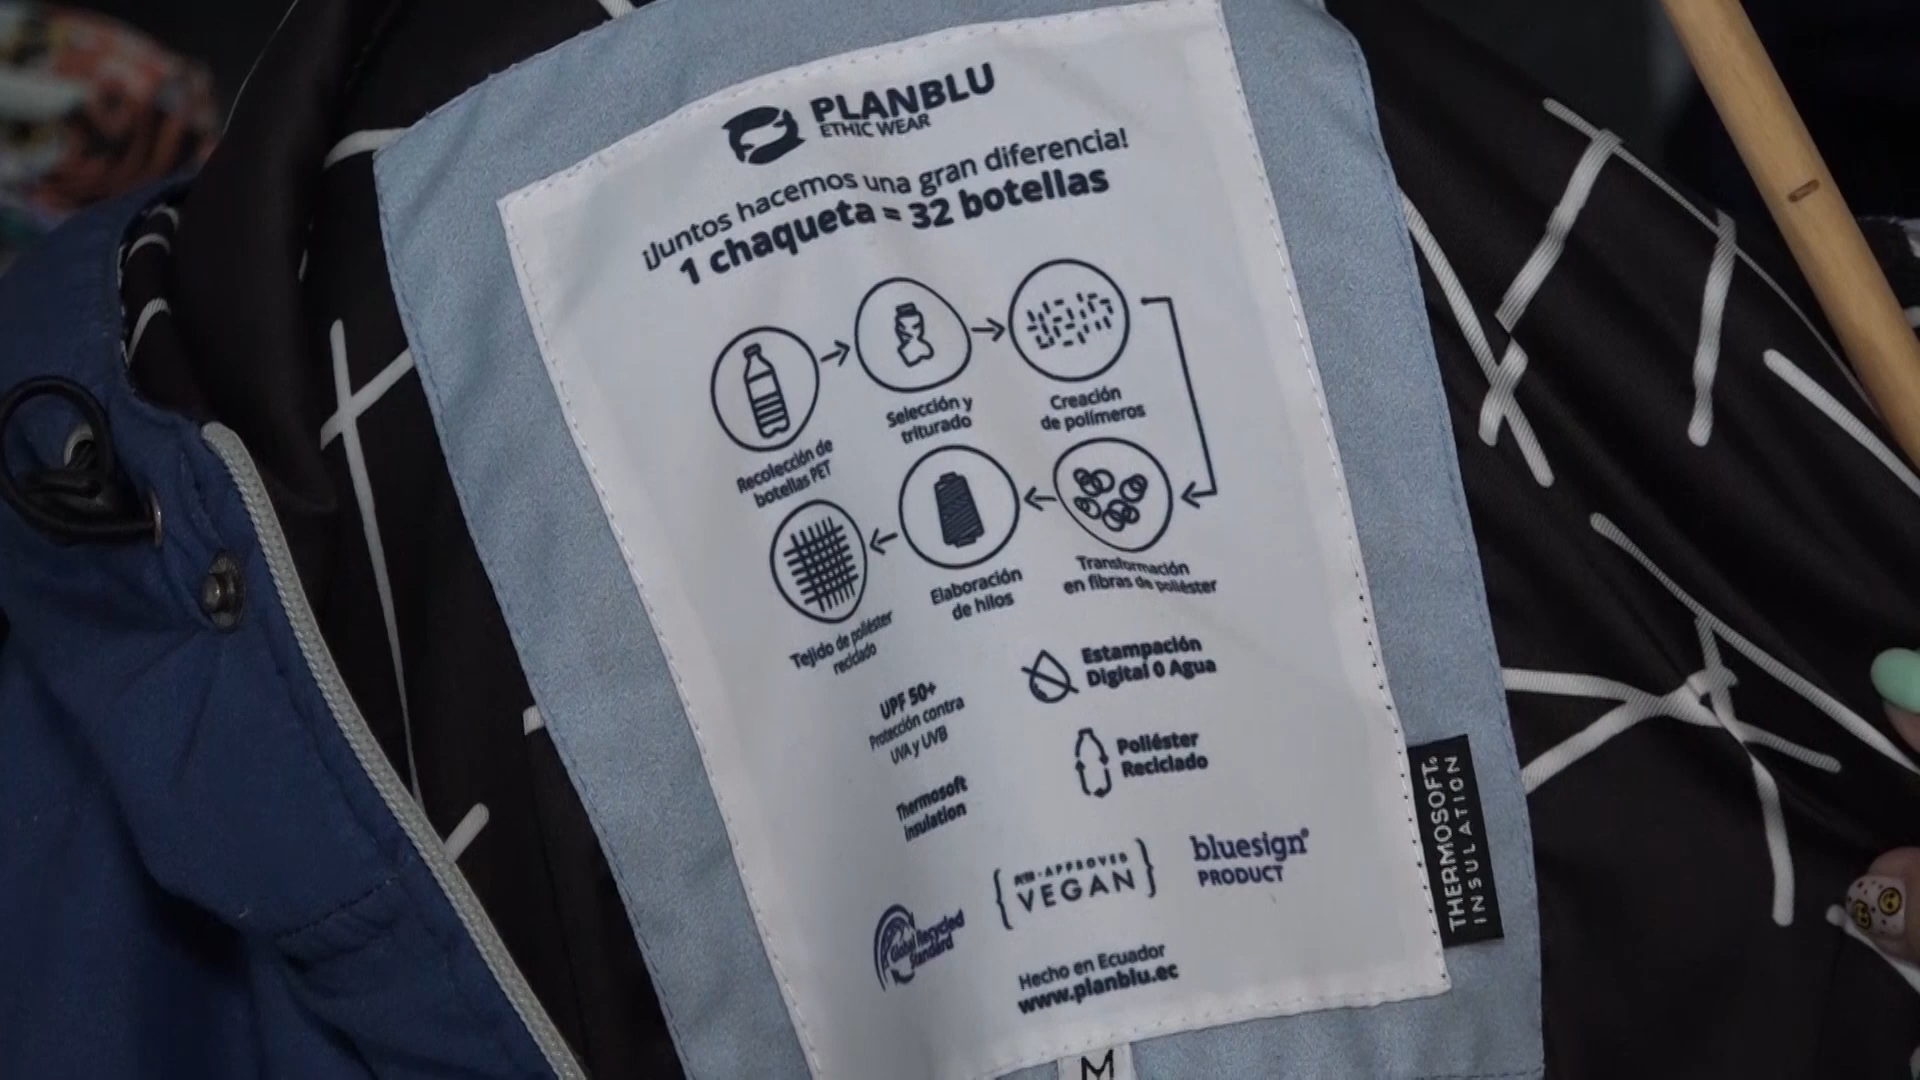 PLANBLU
ETHIC WEAR
¡Juntos hacemos una gran diferencia!
1 chaqueta = 32 botellas
Recolección de
botellas PET
Selección y
triturado
Creación
de polímeros
Transformación
en fibras de poliéster
Elaboración
de hilos
Tejido de poliéster
reciclado
UPF 50+
Protección contra
UVA y UVB
Estampación
Digital 0 Agua
Thermosoft
insulation
Poliéster
Reciclado
-APPROVED
VEGAN
bluesign®
PRODUCT
Global Recycled
Standard
Hecho en Ecuador
www.planblu.ec
THERMOSOFT®
INSULATION
M